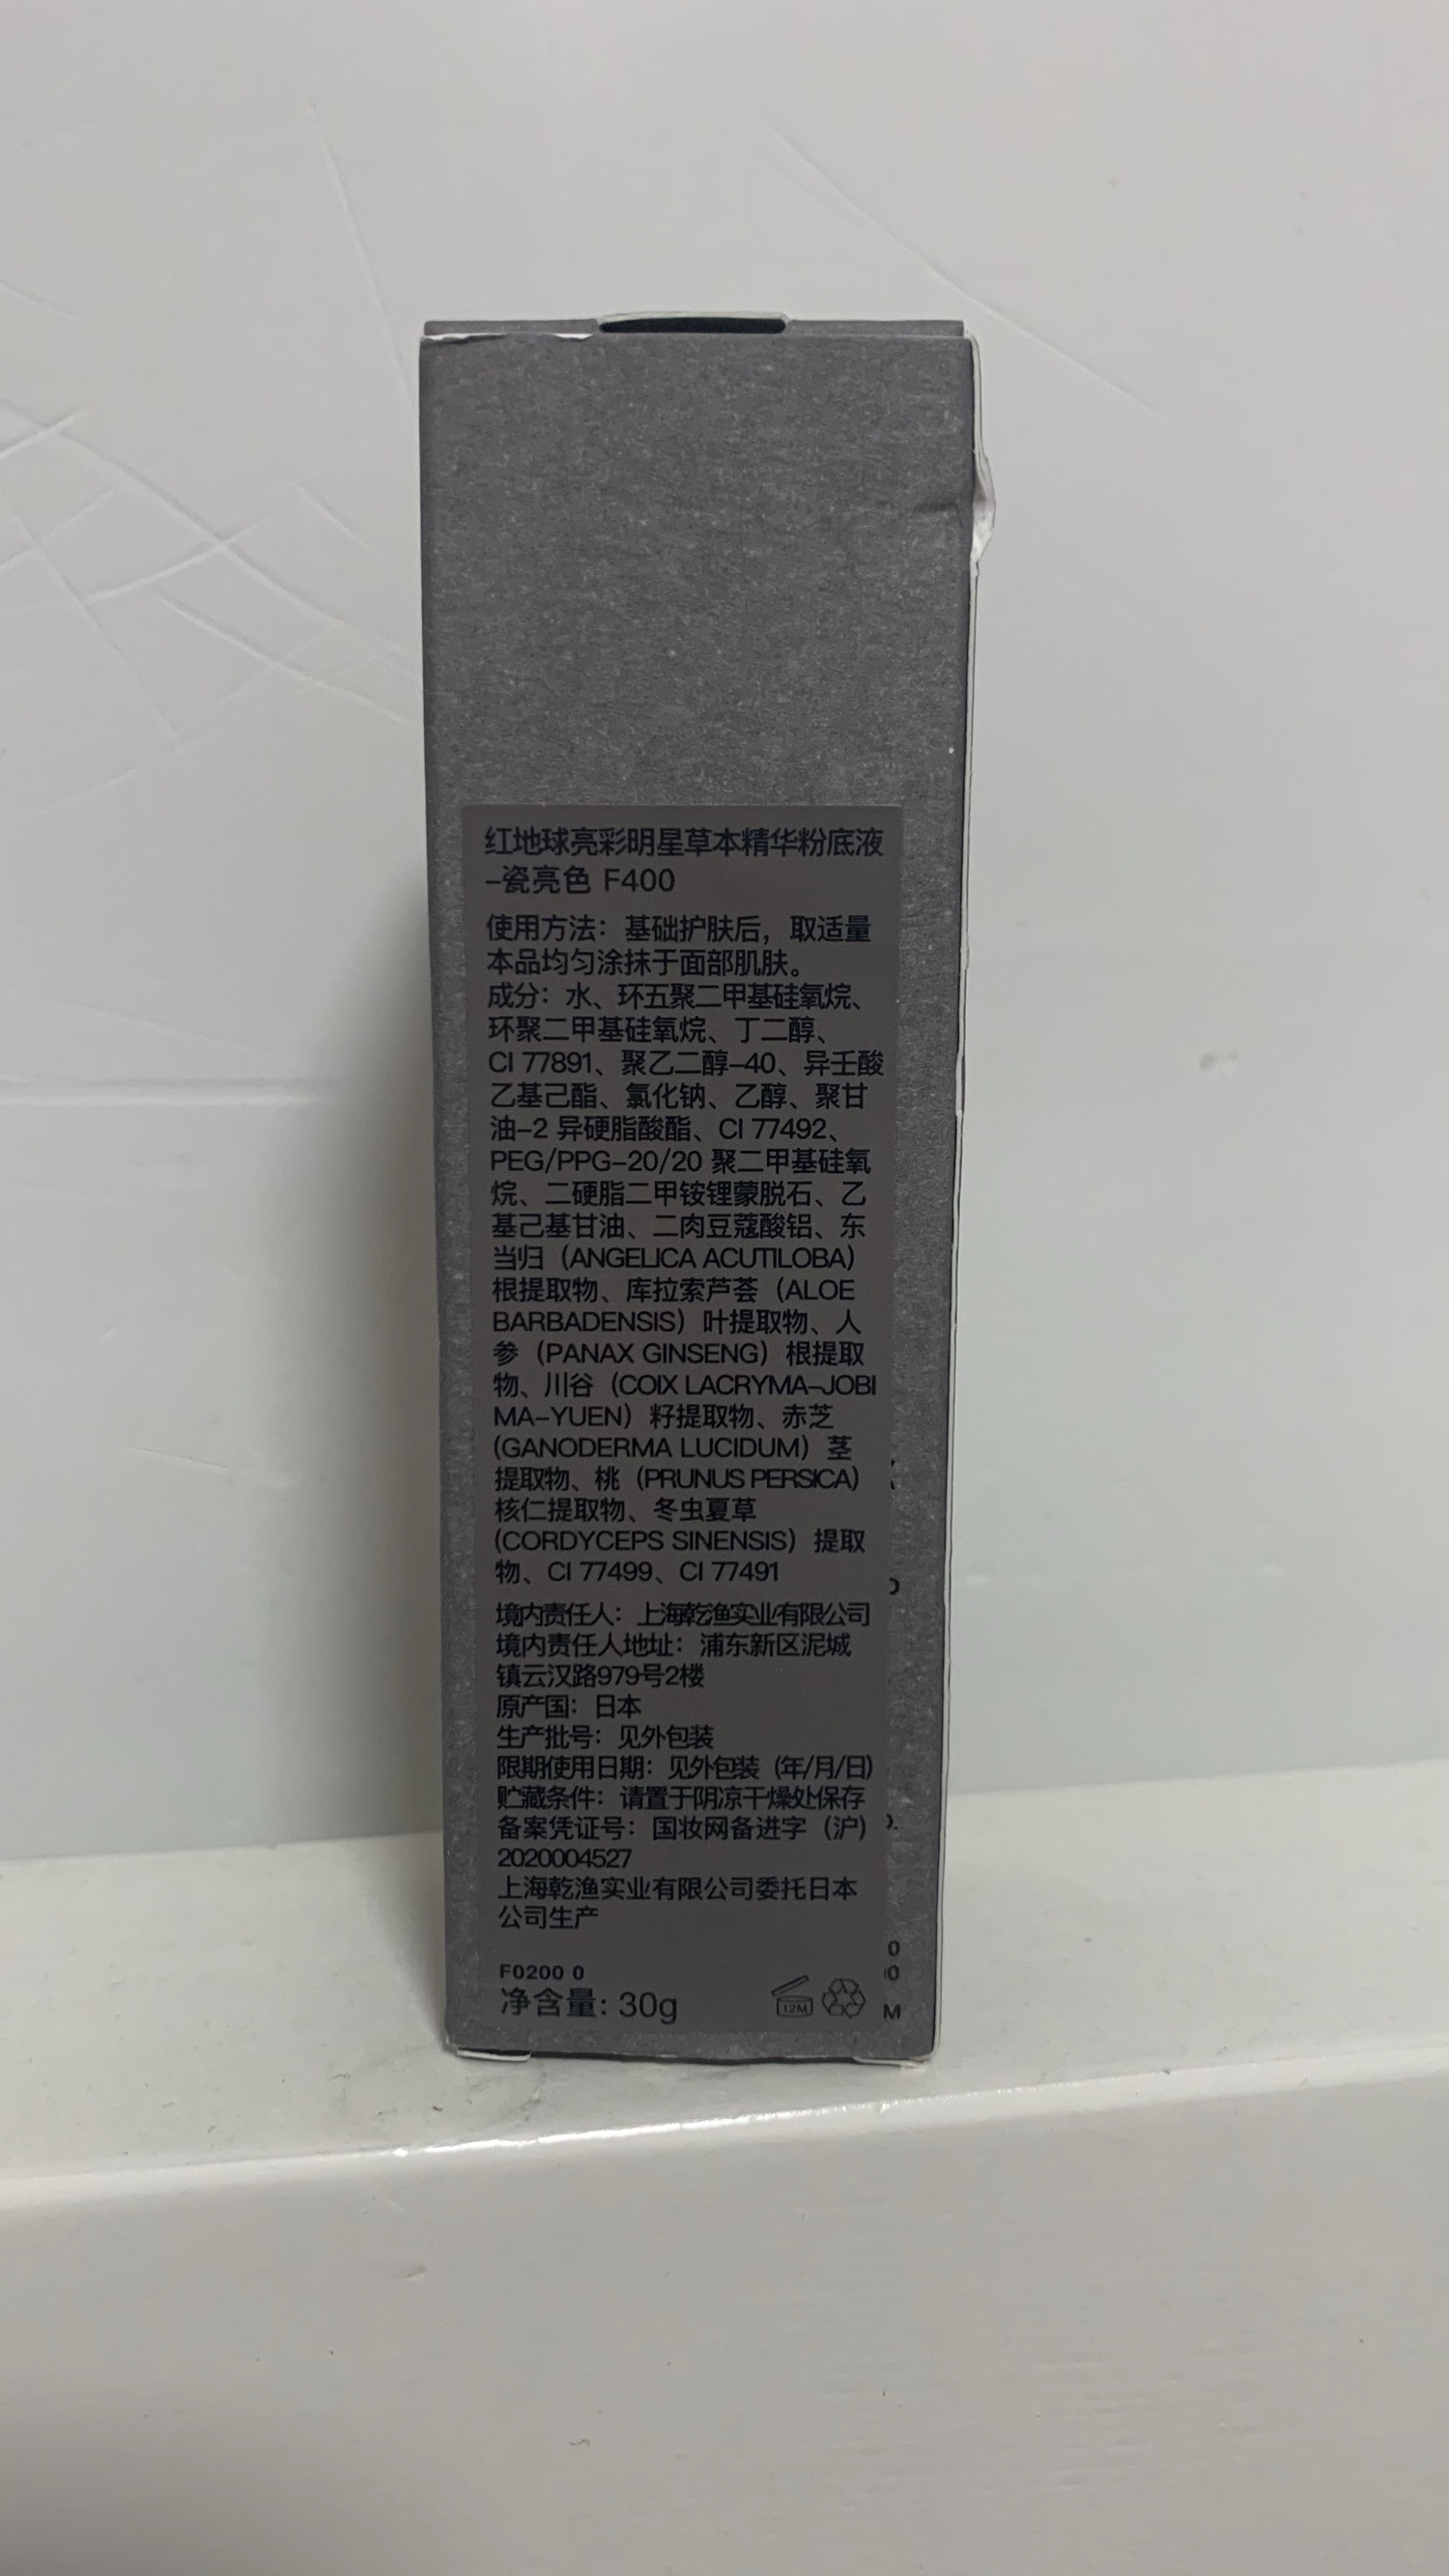 红地球亮彩明星草本精华粉底液
-瓷亮色 F400
使用方法：基础护肤后，取适量
本品均匀涂抹于面部肌肤。
成分：水、环五聚二甲基硅氧烷、
环聚二甲基硅氧烷、丁二醇、
CI 77891、聚乙二醇-40、异壬酸
乙基己酯、氯化钠、乙醇、聚甘
油-2 异硬脂酸酯、CI 77492、
PEG/PPG-20/20 聚二甲基硅氧
烷、二硬脂二甲铵锂蒙脱石、乙
基己基甘油、二肉豆蔻酸铝、东
当归（ANGELICA ACUTILOBA）
根提取物、库拉索芦荟（ALOE
BARBADENSIS）叶提取物、人
参（PANAX GINSENG）根提取
物、川谷（COIX LACRYMA-JOBI
MA-YUEN）籽提取物、赤芝
(GANODERMA LUCIDUM）茎
提取物、桃（PRUNUS PERSICA）
核仁提取物、冬虫夏草
(CORDYCEPS SINENSIS）提取
物、CI 77499、CI 77491
境内责任人：上海乾渔实业有限公司
境内责任人地址：浦东新区泥城
镇云汉路979号2楼
原产国：日本
生产批号：见外包装
限期使用日期：见外包装（年/月/日）
贮藏条件：请置于阴凉干燥处保存
备案凭证号：国妆网备进字（沪）
2020004527
上海乾渔实业有限公司委托日本
公司生产
F0200 0
净含量: 30g
12M